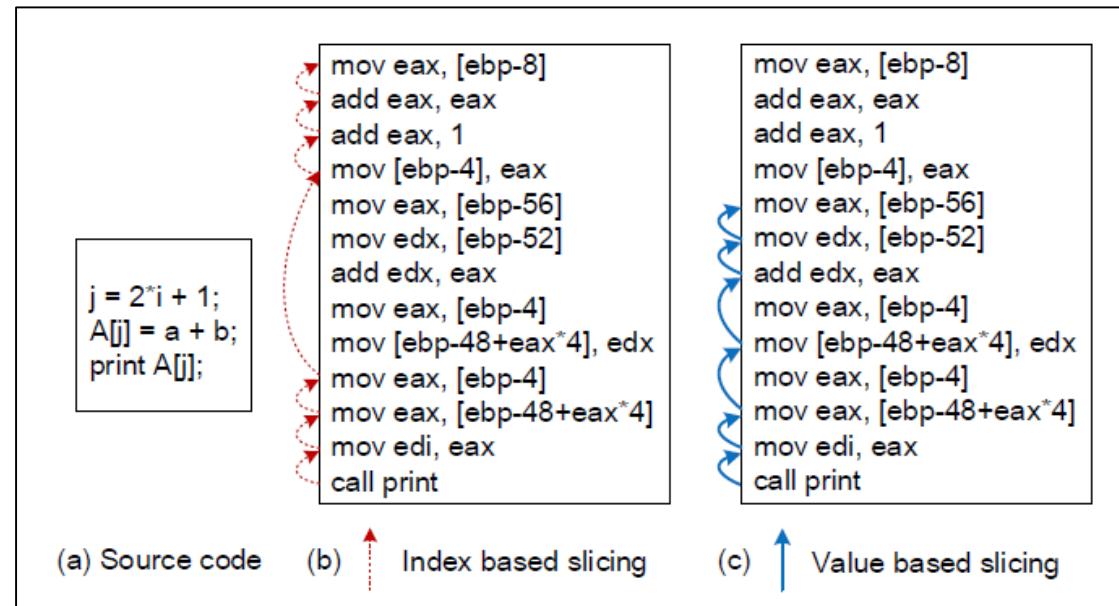 j = 2*i + 1;
A[j] = a + b;
print A[j];
mov eax, [ebp-8]
add eax, eax
add eax, 1
mov [ebp-4], eax
mov eax, [ebp-56]
mov edx, [ebp-52]
add edx, eax
mov eax, [ebp-4]
mov [ebp-48+eax*4], edx
mov eax, [ebp-4]
mov eax, [ebp-48+eax*4]
mov edi, eax
call print
mov eax, [ebp-8]
add eax, eax
add eax, 1
mov [ebp-4], eax
mov eax, [ebp-56]
mov edx, [ebp-52]
add edx, eax
mov eax, [ebp-4]
mov [ebp-48+eax*4], edx
mov eax, [ebp-4]
mov eax, [ebp-48+eax*4]
mov edi, eax
call print
(a) Source code
(b) Index based slicing
(c) Value based slicing